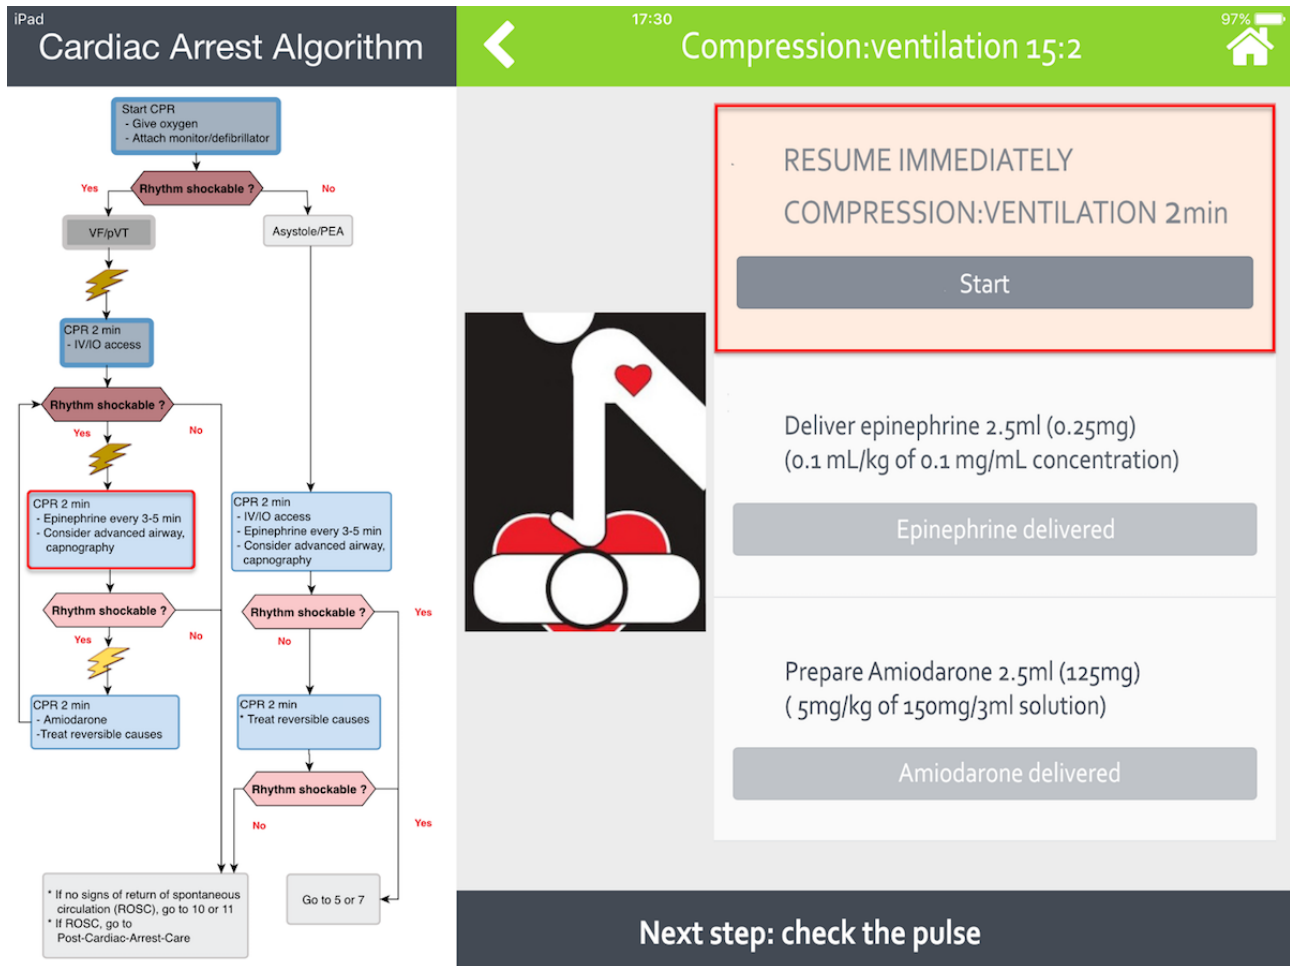 iPad
17:30
97%
Cardiac Arrest Algorithm
Compression:ventilation 15:2
Start CPR
- Give oxygen
- Attach monitor/defibrillator
Rhythm shockable ?
Yes
No
VF/pVT
Asystole/PEA
CPR 2 min
- IV/IO access
Rhythm shockable ?
Yes
No
CPR 2 min
- Epinephrine every 3-5 min
- Consider advanced airway,
capnography
CPR 2 min
- IV/IO access
- Epinephrine every 3-5 min
- Consider advanced airway,
capnography
Rhythm shockable ?
Yes
No
Rhythm shockable ?
Yes
No
CPR 2 min
- Amiodarone
-Treat reversible causes
CPR 2 min
* Treat reversible causes
Rhythm shockable ?
No
Yes
* If no signs of return of spontaneous
circulation (ROSC), go to 10 or 11
* If ROSC, go to
Post-Cardiac-Arrest-Care
Go to 5 or 7
RESUME IMMEDIATELY
COMPRESSION:VENTILATION 2min
Start
Deliver epinephrine 2.5ml (0.25mg)
(0.1 mL/kg of 0.1 mg/mL concentration)
Epinephrine delivered
Prepare Amiodarone 2.5ml (125mg)
( 5mg/kg of 150mg/3ml solution)
Amiodarone delivered
Next step: check the pulse